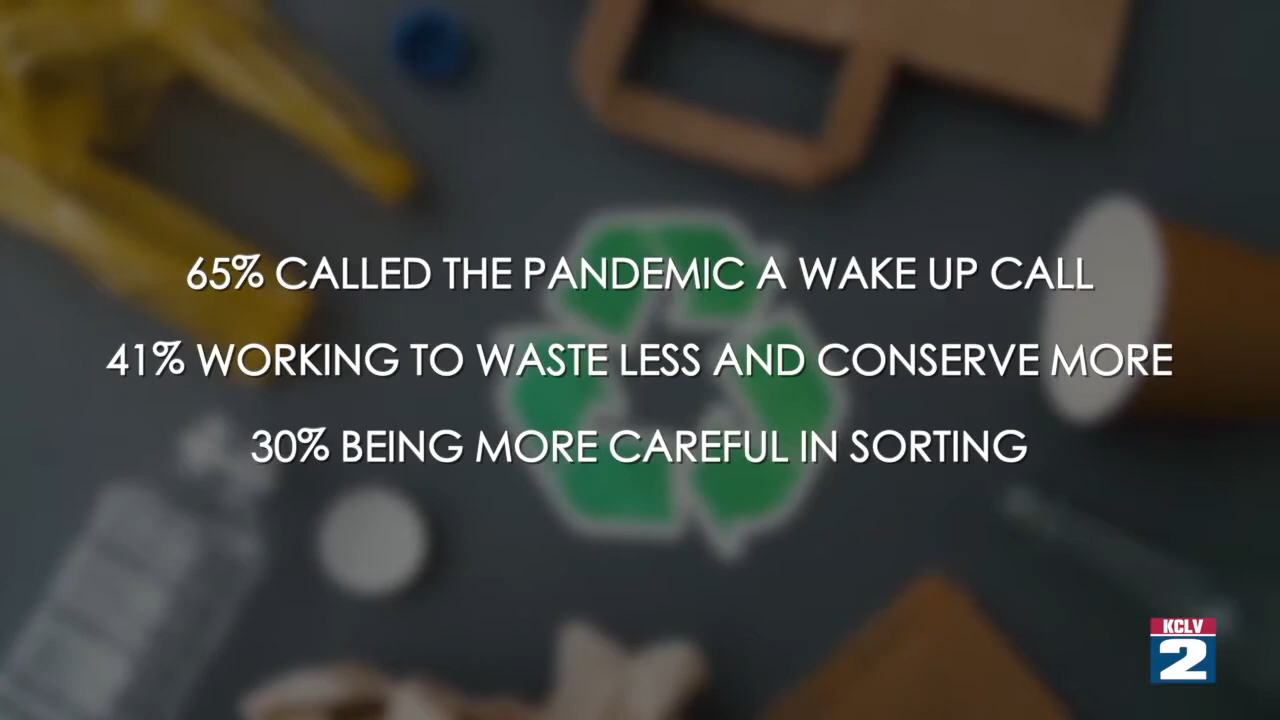 65% CALLED THE PANDEMIC A WAKE UP CALL
41% WORKING TO WASTE LESS AND CONSERVE MORE
30% BEING MORE CAREFUL IN SORTING
KCLV
2